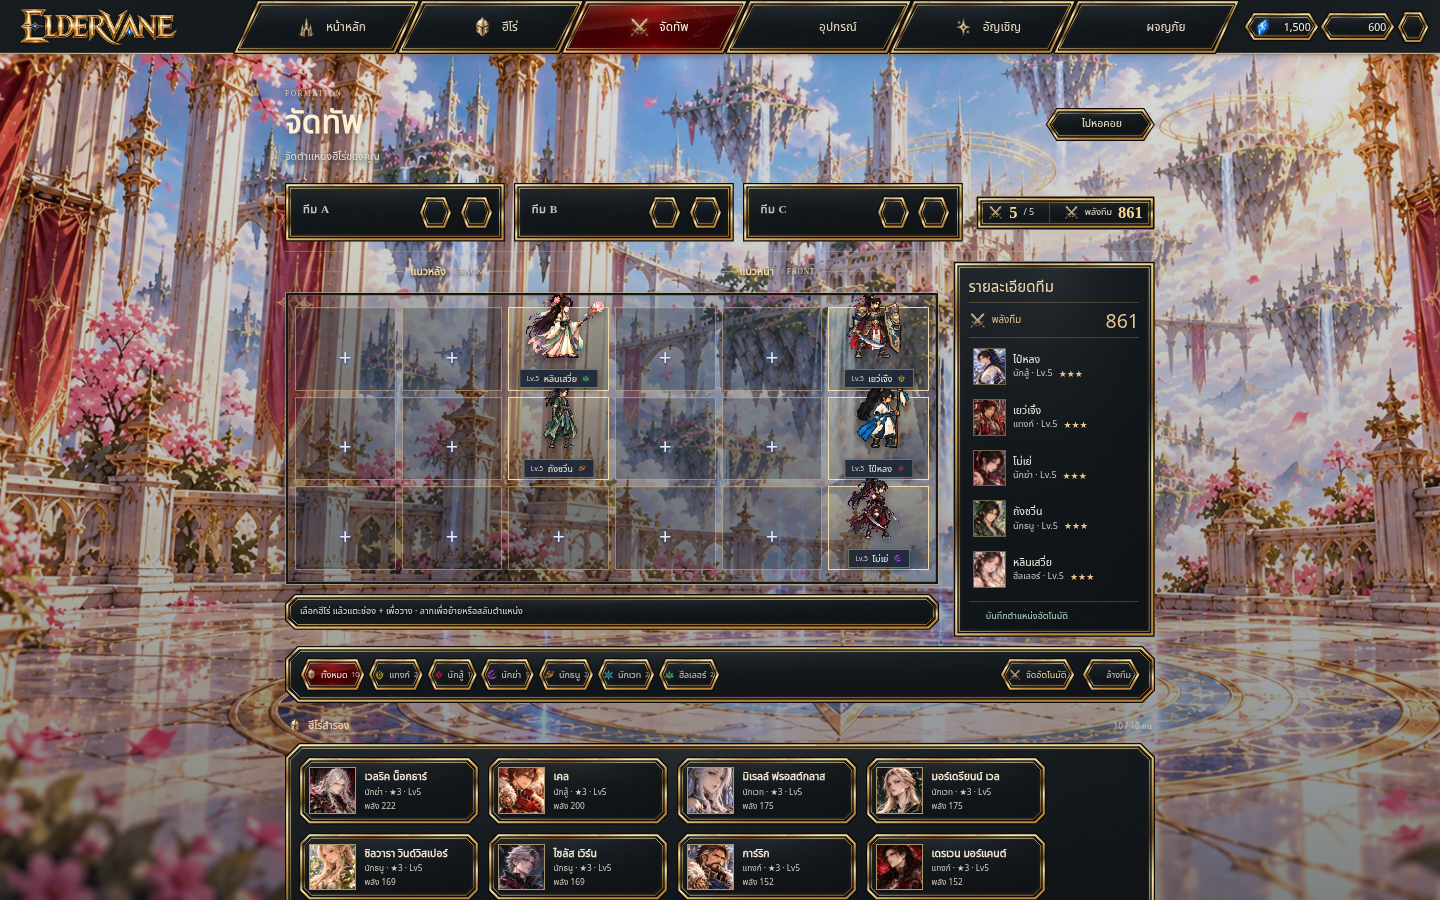 ELDERVANE
หน้าหลัก
ฮีโร่
จัดทัพ
อุปกรณ์
อัญเชิญ
ผจญภัย
1,500
600
FORMATION
จัดทัพ
จัดตำแหน่งฮีโร่ของคุณ
ไปหอคอย
ทีม A
ทีม B
ทีม C
5 / 5
พลังทีม 861
แนวหลัง / BACK
แนวหน้า / FRONT
รายละเอียดทีม
พลังทีม 861
ไป๋หลง
นักสู้ · Lv.5 ★★★
เยว่เจิ้ง
แทงก์ · Lv.5 ★★★
โม่เย่
นักฆ่า · Lv.5 ★★★
ถังซวิ่น
นักธนู · Lv.5 ★★★
หลินเสวี่ย
ฮีลเลอร์ · Lv.5 ★★★
บันทึกตำแหน่งอัตโนมัติ
+ + Lv.5 หลินเสวี่ย + + Lv.5 เยว่เจิ้ง
+ + Lv.5 ถังซวิ่น + + Lv.5 ไป๋หลง
+ + + + + Lv.5 โม่เย่
เลือกฮีโร่ แล้วแตะช่อง + เพื่อวาง · ลากเพื่อย้ายหรือสลับตำแหน่ง
ทั้งหมด 10
แทงก์
นักสู้
นักฆ่า
นักธนู
นักเวท
ฮีลเลอร์
จัดอัตโนมัติ
ล้างทีม
ฮีโร่สำรอง
10 / 10 คน
เวลริค น็อกธาร์
นักฆ่า · ★3 · Lv5
พลัง 222
เคล
นักสู้ · ★3 · Lv5
พลัง 200
มิเรลล์ ฟรอสต์กลาส
นักเวท · ★3 · Lv5
พลัง 175
มอร์เดรียนน์ เวล
นักเวท · ★3 · Lv5
พลัง 175
ซิลวารา วินด์วิสเปอร์
นักธนู · ★3 · Lv5
พลัง 169
ไซลัส เวิร์น
นักธนู · ★3 · Lv5
พลัง 169
การ์ริก
แทงก์ · ★3 · Lv5
พลัง 152
เดรเวน มอร์แคนต์
แทงก์ · ★3 · Lv5
พลัง 152